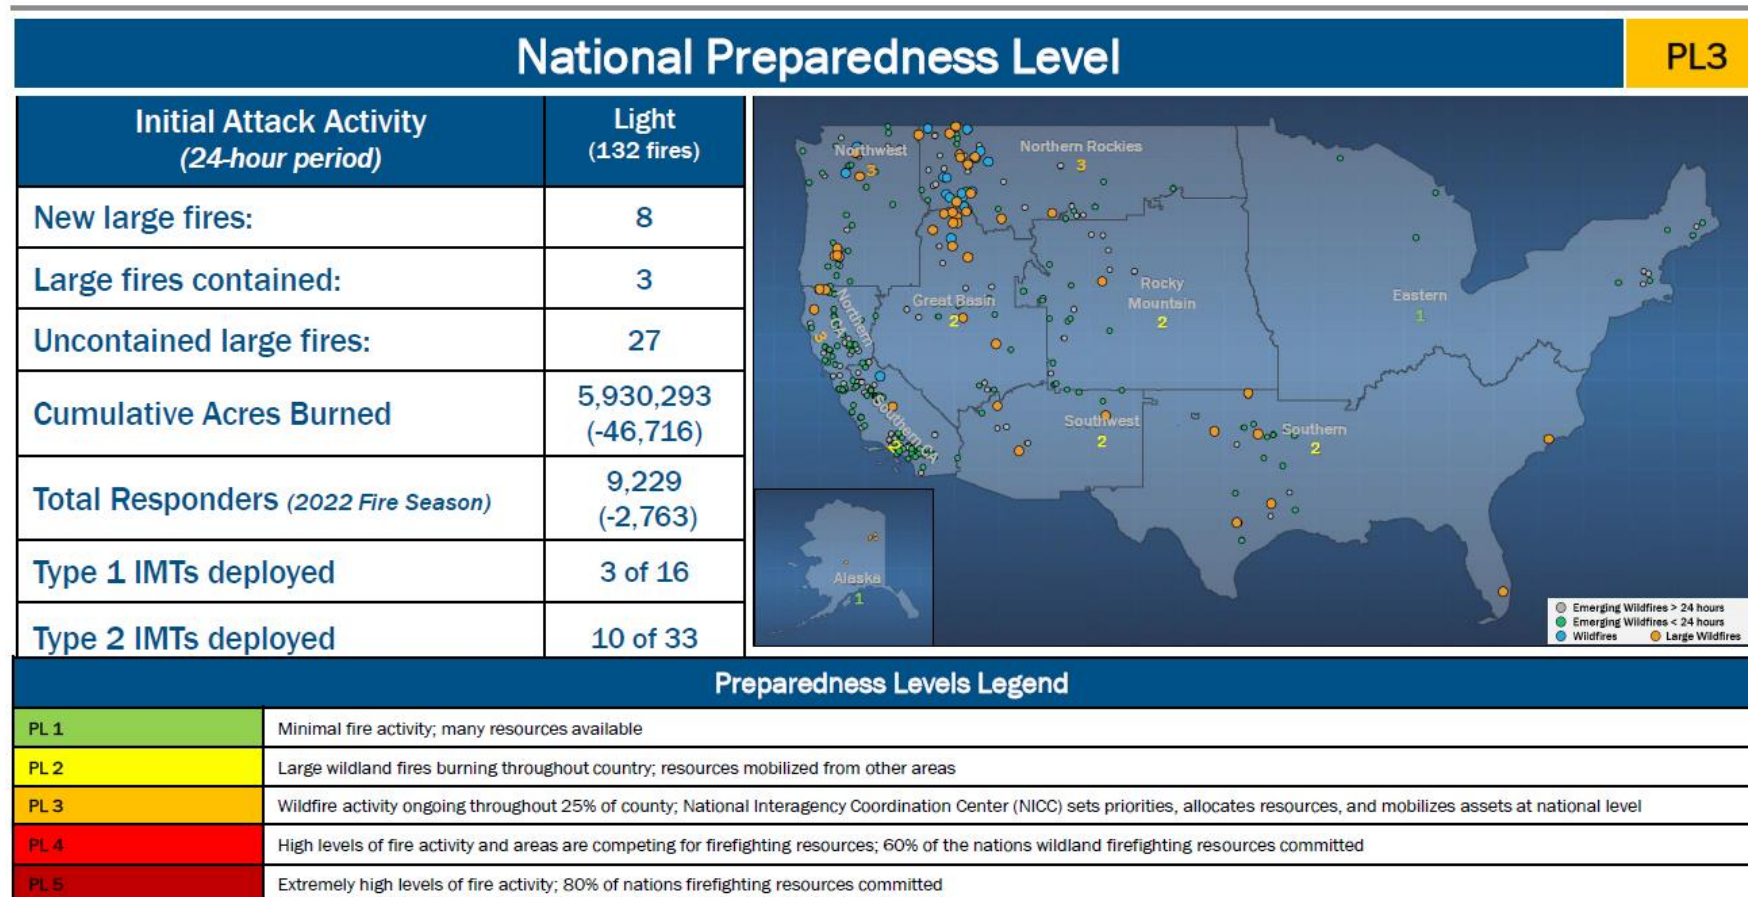 National Preparedness Level
PL3
Initial Attack Activity
(24-hour period)
Light
(132 fires)
New large fires:
8
Large fires contained:
3
Uncontained large fires:
27
Cumulative Acres Burned
5,930,293
(-46,716)
Total Responders (2022 Fire Season)
9,229
(-2,763)
Type 1 IMTs deployed
3 of 16
Type 2 IMTs deployed
10 of 33
Northwest
3
Northern Rockies
3
Great Basin
2
Rocky
Mountain
2
Eastern
1
Northern
CA
3
Southern CA
2
Southwest
2
Southern
2
Alaska
1
Emerging Wildfires > 24 hours
Emerging Wildfires < 24 hours
Wildfires
Large Wildfires
Preparedness Levels Legend
PL 1
Minimal fire activity; many resources available
PL 2
Large wildland fires burning throughout country; resources mobilized from other areas
PL 3
Wildfire activity ongoing throughout 25% of county; National Interagency Coordination Center (NICC) sets priorities, allocates resources, and mobilizes assets at national level
PL 4
High levels of fire activity and areas are competing for firefighting resources; 60% of the nations wildland firefighting resources committed
PL 5
Extremely high levels of fire activity; 80% of nations firefighting resources committed